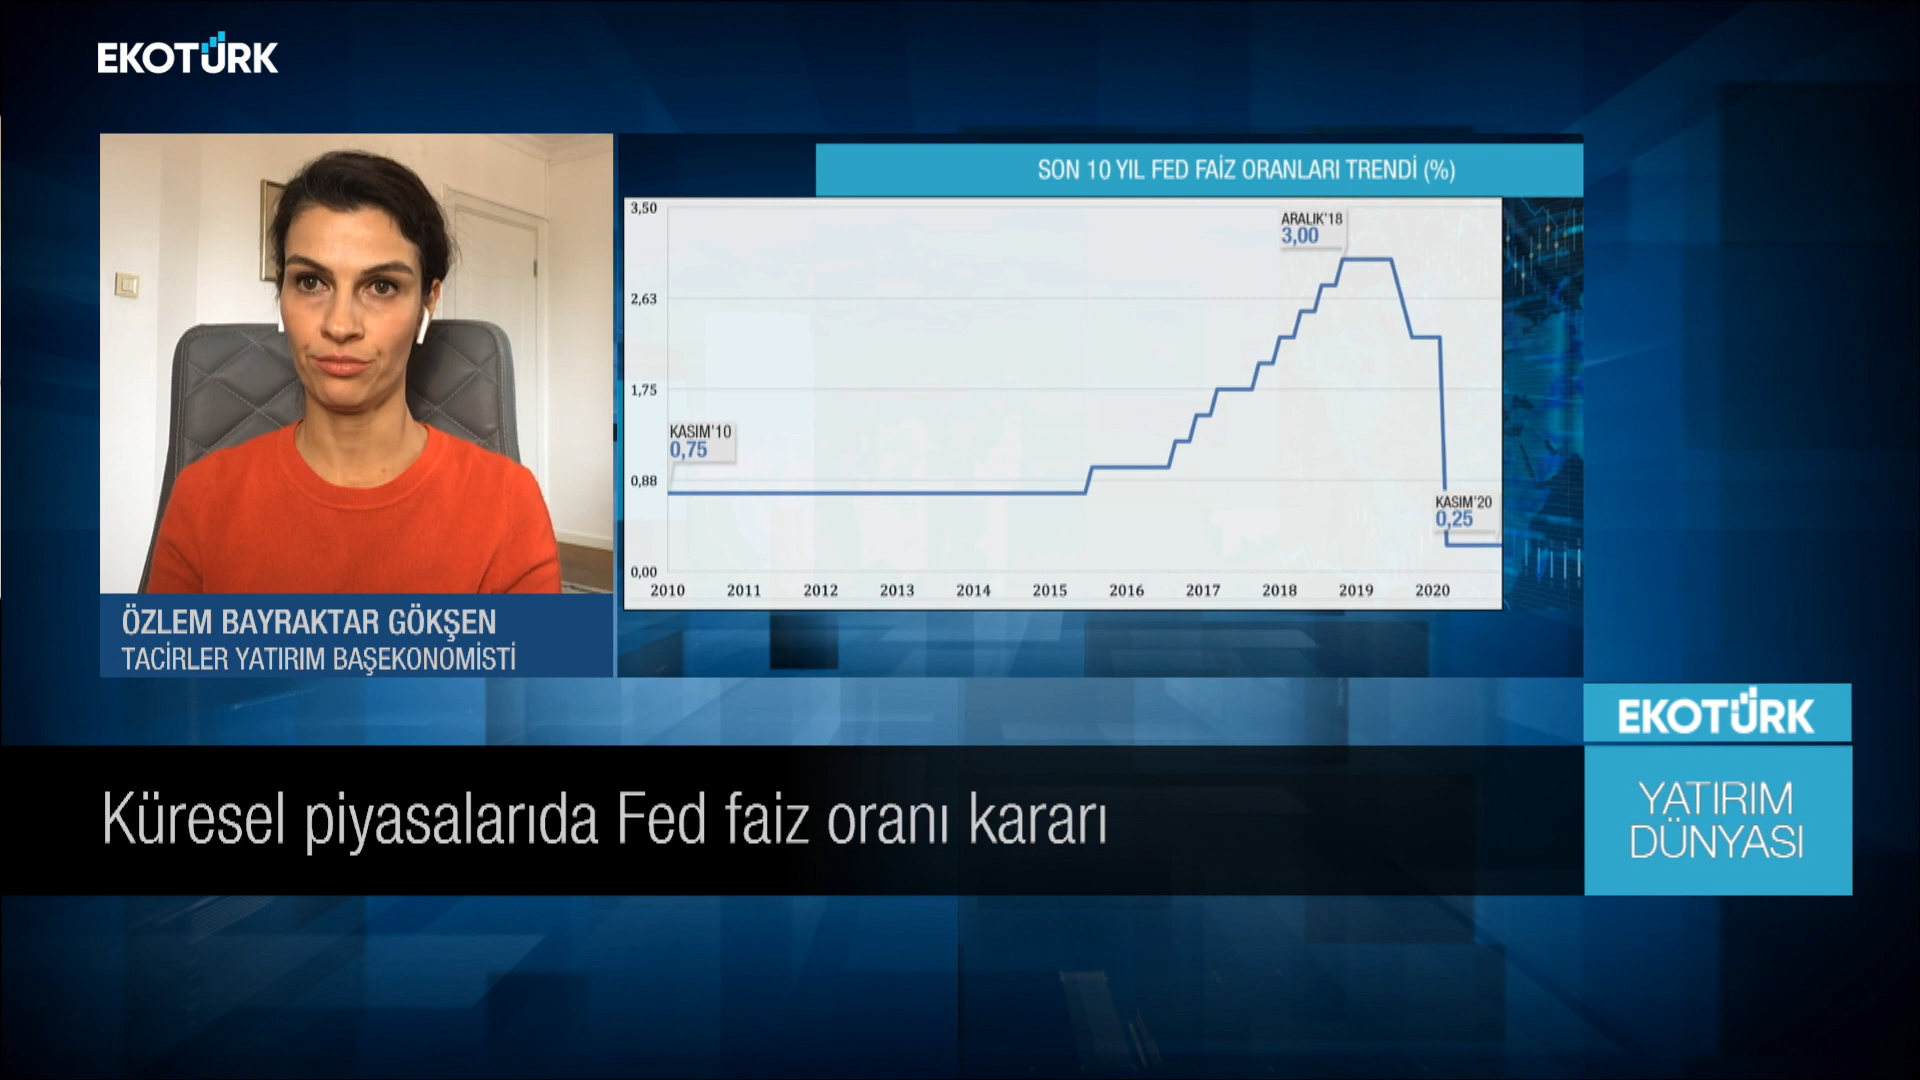 EKOTÜRK
SON 10 YIL FED FAİZ ORANLARI TRENDİ (%)
3,50
2,63
1,75
0,88
0,00
ARALIK'18
3,00
KASIM'10
0,75
KASIM'20
0,25
2010 2011 2012 2013 2014 2015 2016 2017 2018 2019 2020
ÖZLEM BAYRAKTAR GÖKŞEN
TACİRLER YATIRIM BAŞEKONOMİSTİ
EKOTÜRK
Küresel piyasalarıda Fed faiz oranı kararı
YATIRIM
DÜNYASI